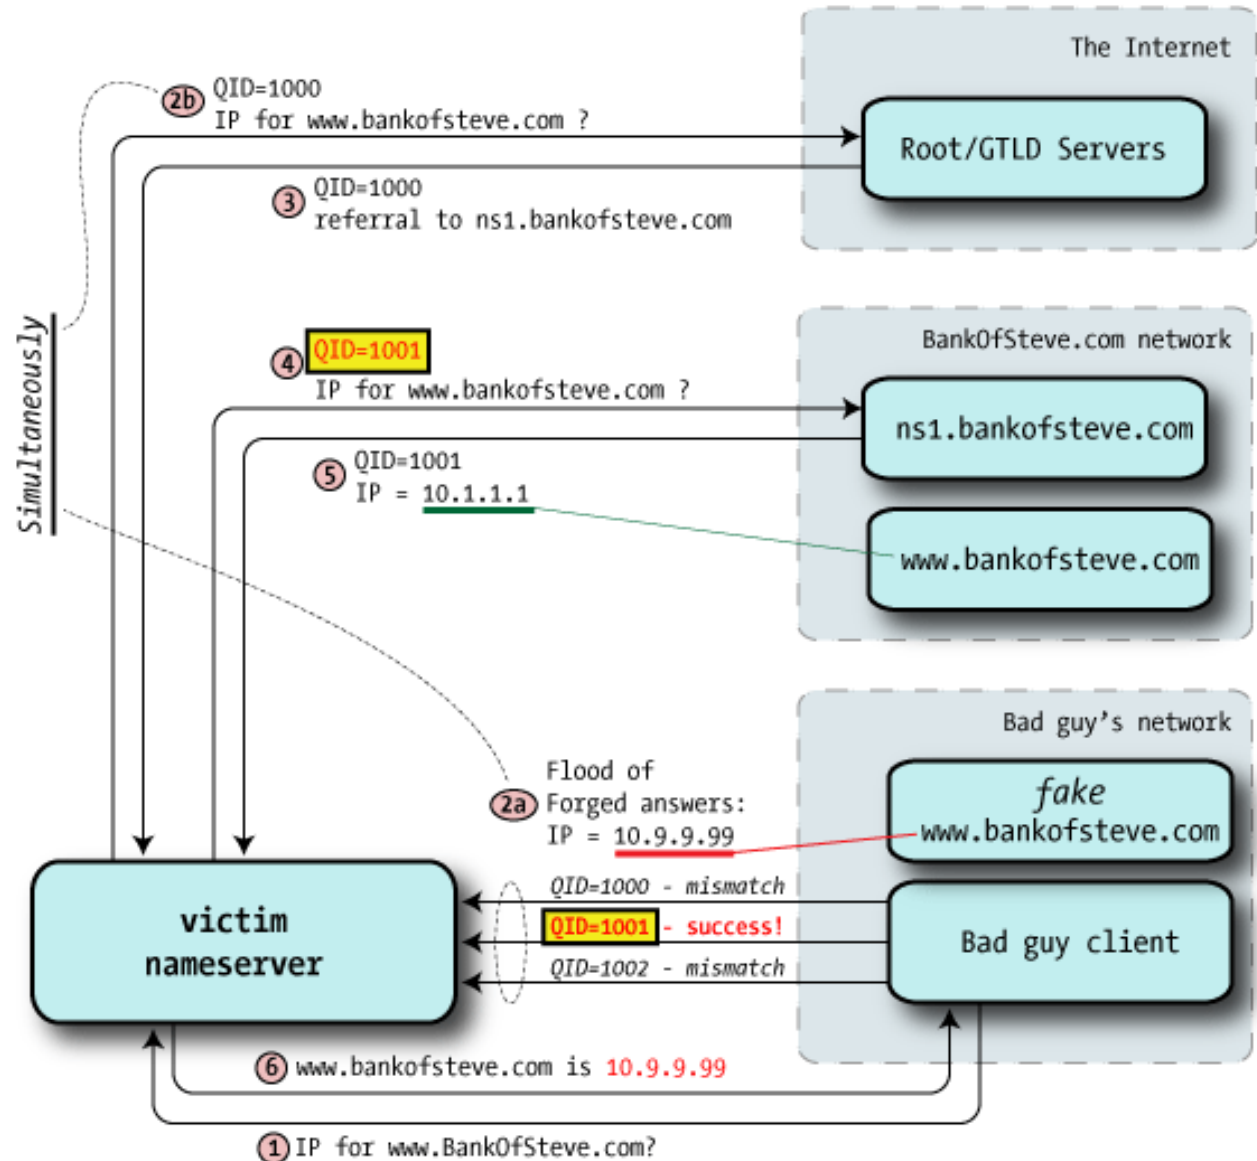 The Internet
2b
QID=1000
IP for www.bankofsteve.com ?
Root/GTLD Servers
3
QID=1000
referral to ns1.bankofsteve.com
Simultaneously
BankOfSteve.com network
4
QID=1001
IP for www.bankofsteve.com ?
ns1.bankofsteve.com
5
QID=1001
IP = 10.1.1.1
www.bankofsteve.com
Bad guy's network
2a
Flood of
Forged answers:
IP = 10.9.9.99
fake
www.bankofsteve.com
QID=1000 - mismatch
QID=1001 - success!
QID=1002 - mismatch
victim
nameserver
Bad guy client
6
www.bankofsteve.com is 10.9.9.99
1
IP for www.BankOfSteve.com?